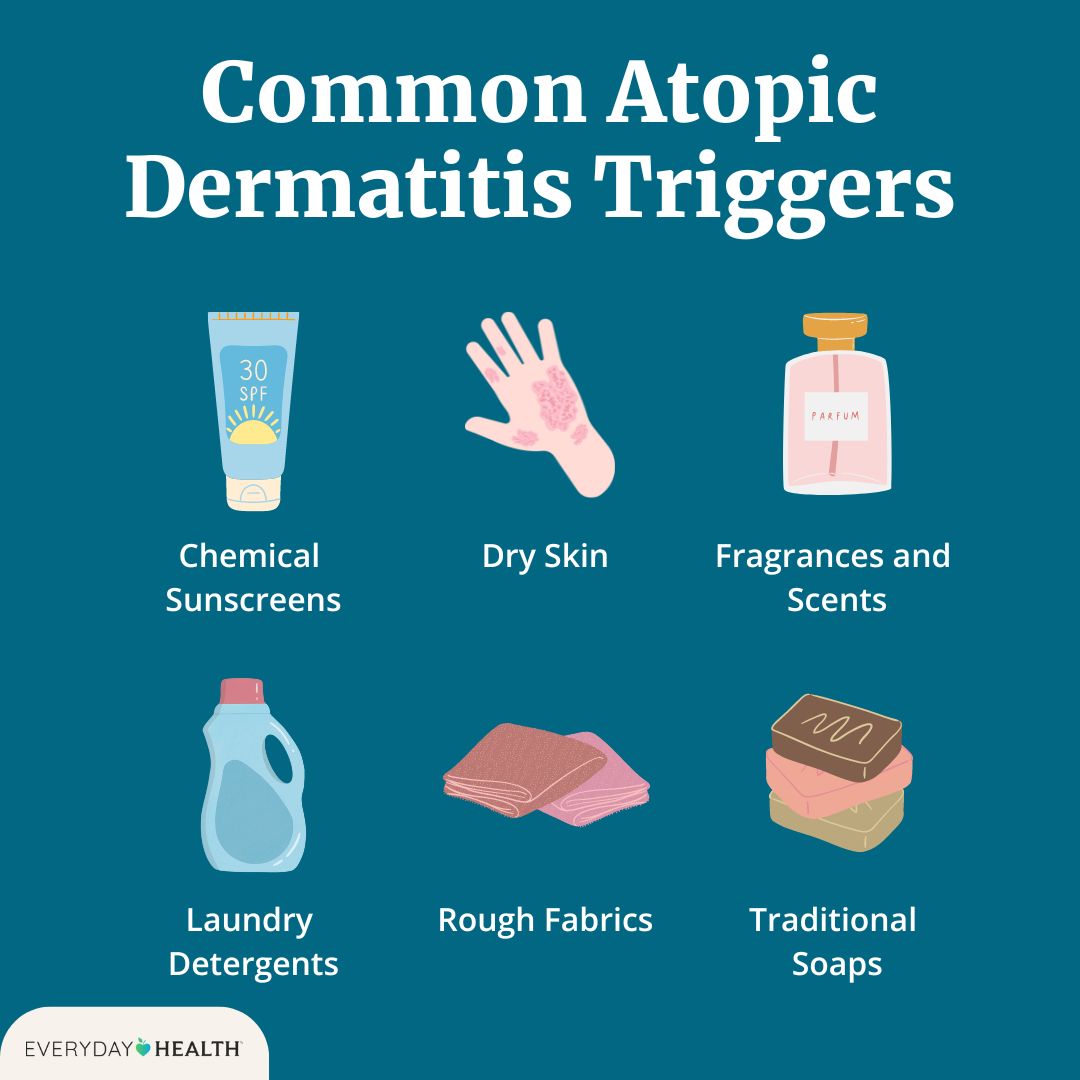 Common Atopic
Dermatitis Triggers
30
SPF
PARFUM
Chemical
Sunscreens
Dry Skin
Fragrances and
Scents
Laundry
Detergents
Rough Fabrics
Traditional
Soaps
EVERYDAY HEALTH